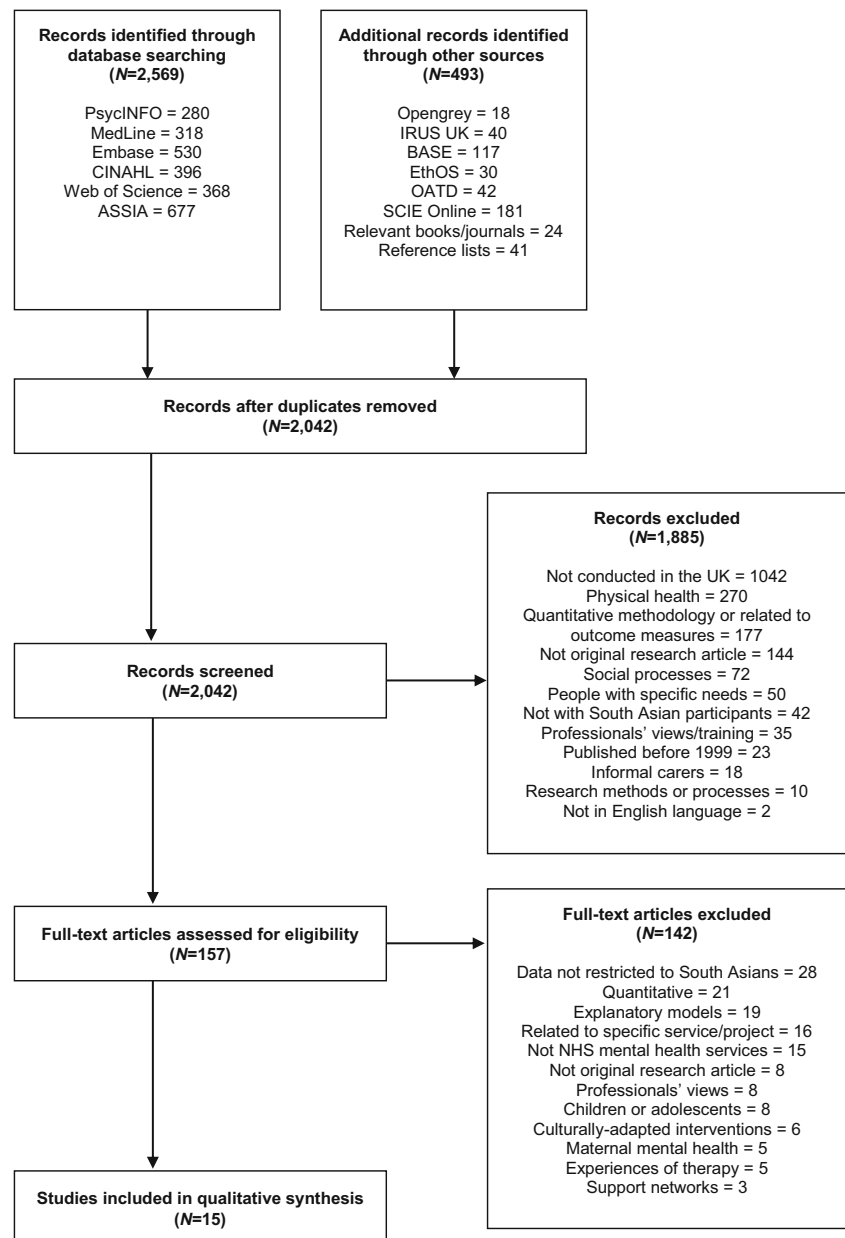 Records identified through
database searching
(N=2,569)
PsycINFO = 280
MedLine = 318
Embase = 530
CINAHL = 396
Web of Science = 368
ASSIA = 677
Additional records identified
through other sources
(N=493)
Opengrey = 18
IRUS UK = 40
BASE = 117
EthOS = 30
OATD = 42
SCIE Online = 181
Relevant books/journals = 24
Reference lists = 41
Records after duplicates removed
(N=2,042)
Records screened
(N=2,042)
Records excluded
(N=1,885)
Not conducted in the UK = 1042
Physical health = 270
Quantitative methodology or related to
outcome measures = 177
Not original research article = 144
Social processes = 72
People with specific needs = 50
Not with South Asian participants = 42
Professionals' views/training = 35
Published before 1999 = 23
Informal carers = 18
Research methods or processes = 10
Not in English language = 2
Full-text articles assessed for eligibility
(N=157)
Full-text articles excluded
(N=142)
Data not restricted to South Asians = 28
Quantitative = 21
Explanatory models = 19
Related to specific service/project = 16
Not NHS mental health services = 15
Not original research article = 8
Professionals' views = 8
Children or adolescents = 8
Culturally-adapted interventions = 6
Maternal mental health = 5
Experiences of therapy = 5
Support networks = 3
Studies included in qualitative synthesis
(N=15)